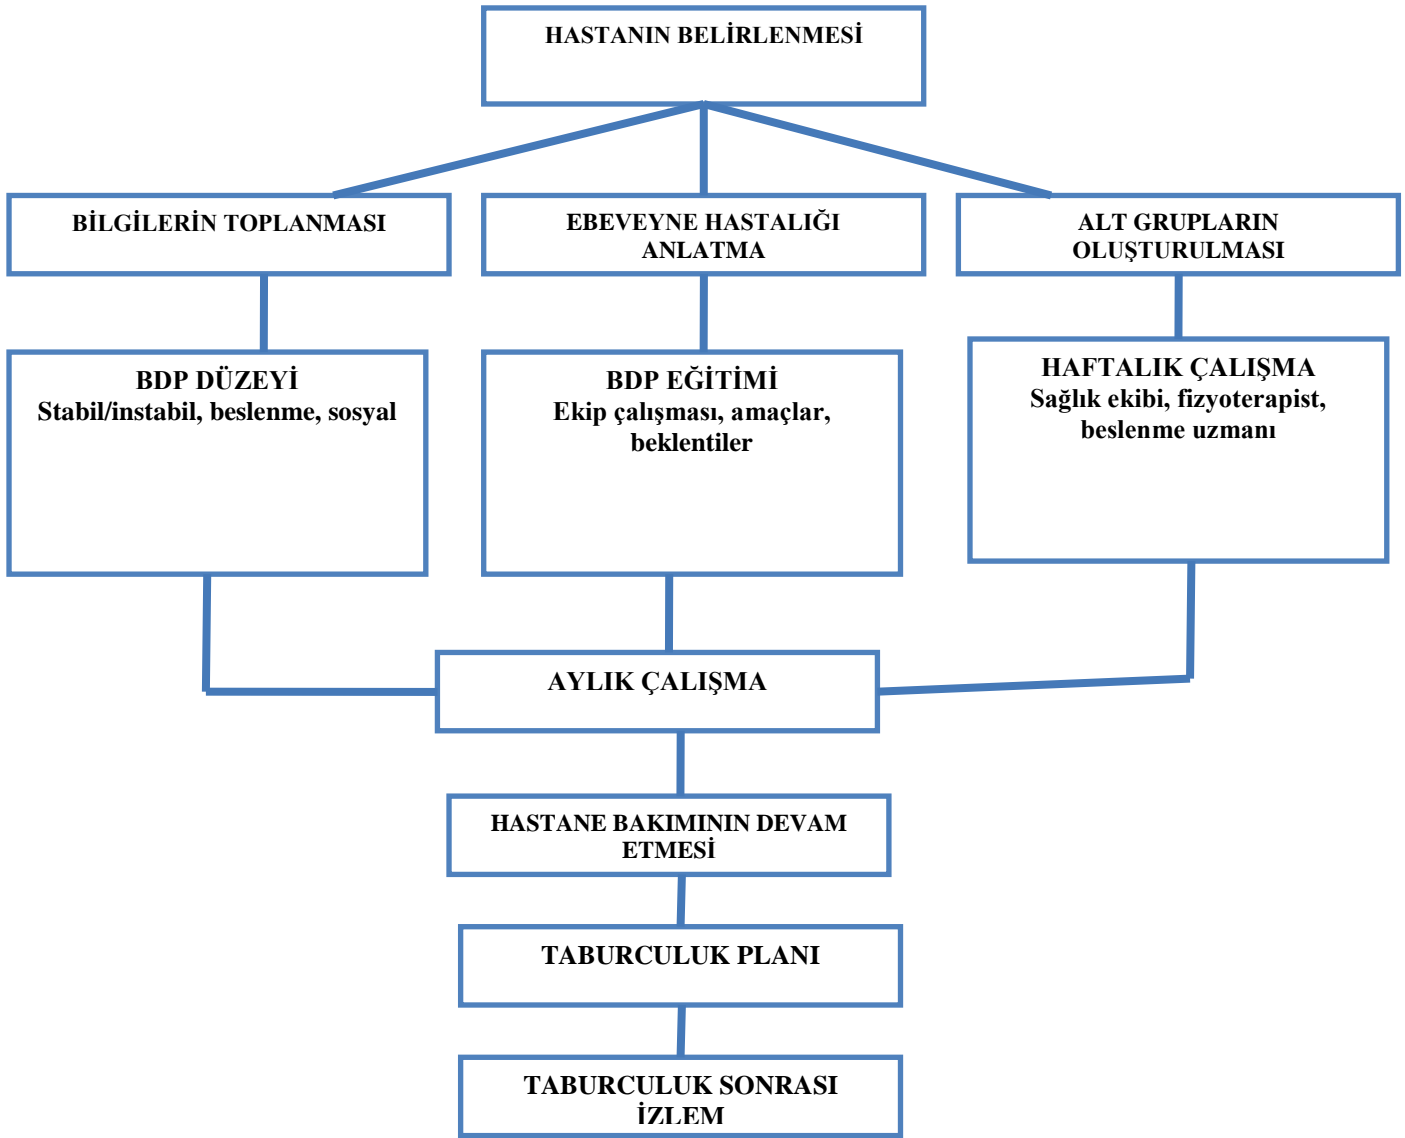 HASTANIN BELİRLENMESİ
BİLGİLERİN TOPLANMASI
EBEVEYNE HASTALIĞI
ANLATMA
ALT GRUPLARIN
OLUŞTURULMASI
BDP DÜZEYİ
Stabil/instabil, beslenme, sosyal
BDP EĞİTİMİ
Ekip çalışması, amaçlar,
beklentiler
HAFTALIK ÇALIŞMA
Sağlık ekibi, fizyoterapist,
beslenme uzmanı
AYLIK ÇALIŞMA
HASTANE BAKIMININ DEVAM
ETMESİ
TABURCULUK PLANI
TABURCULUK SONRASI
İZLEM